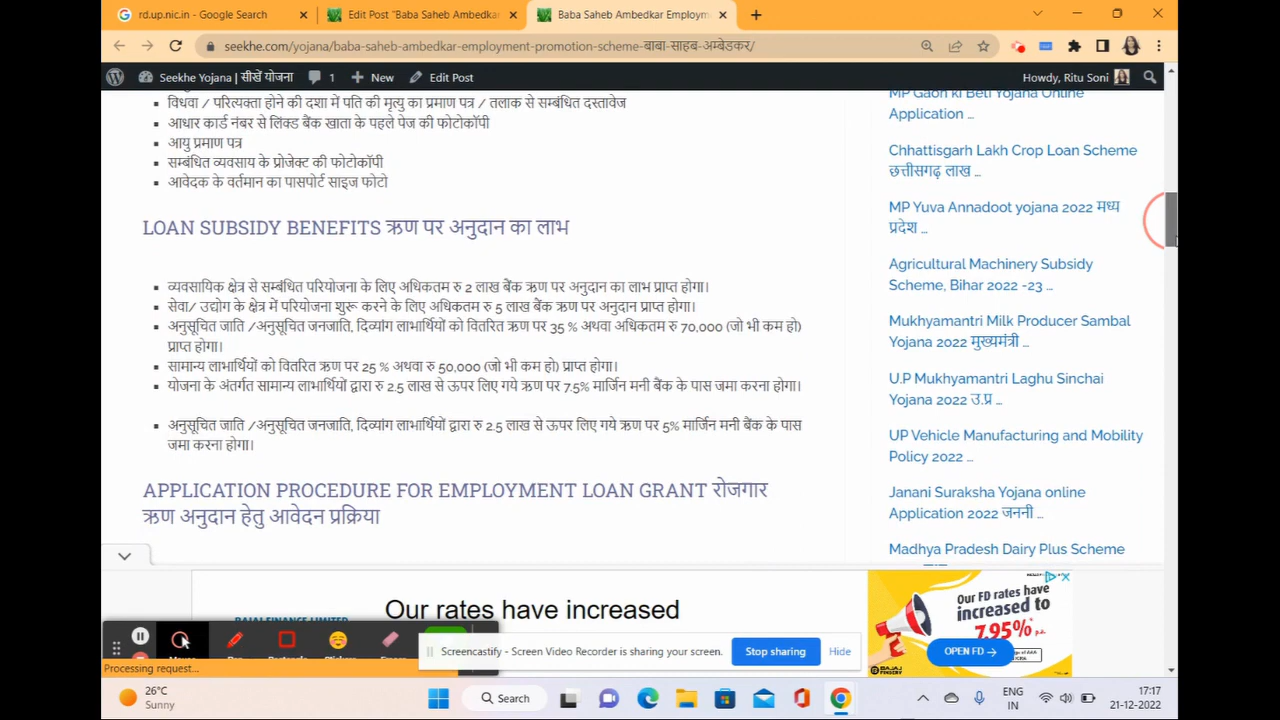 rd.up.nic.in - Google Search
Edit Post "Baba Saheb Ambedkar
Baba Saheb Ambedkar Employm
seekhe.com/yojana/baba-saheb-ambedkar-employment-promotion-scheme-बाबा-साहब-अम्बेडकर/
Seekhe Yojana | सीखें योजना
1
New
Edit Post
Howdy, Ritu Soni
विधवा / परित्यक्ता होने की दशा में पति की मृत्यु का प्रमाण पत्र / तलाक से सम्बंधित दस्तावेज
आधार कार्ड नंबर से लिंक्ड बैंक खाता के पहले पेज की फोटोकॉपी
आयु प्रमाण पत्र
सम्बंधित व्यवसाय के प्रोजेक्ट की फोटोकॉपी
आवेदक के वर्तमान का पासपोर्ट साइज फोटो
LOAN SUBSIDY BENEFITS ऋण पर अनुदान का लाभ
व्यवसायिक क्षेत्र से सम्बंधित परियोजना के लिए अधिकतम रु 2 लाख बैंक ऋण पर अनुदान का लाभ प्राप्त होगा।
सेवा/ उद्योग के क्षेत्र में परियोजना शुरू करने के लिए अधिकतम रु 5 लाख बैंक ऋण पर अनुदान प्राप्त होगा।
अनुसूचित जाति /अनुसूचित जनजाति, दिव्यांग लाभार्थियों को वितरित ऋण पर 35 % अथवा अधिकतम रु 70,000 (जो भी कम हो)
प्राप्त होगा।
सामान्य लाभार्थियों को वितरित ऋण पर 25 % अथवा रु 50,000 (जो भी कम हो) प्राप्त होगा।
योजना के अंतर्गत सामान्य लाभार्थियों द्वारा रु 2.5 लाख से ऊपर लिए गये ऋण पर 7.5% मार्जिन मनी बैंक के पास जमा करना होगा।
अनुसूचित जाति /अनुसूचित जनजाति, दिव्यांग लाभार्थियों द्वारा रु 2.5 लाख से ऊपर लिए गये ऋण पर 5% मार्जिन मनी बैंक के पास
जमा करना होगा।
APPLICATION PROCEDURE FOR EMPLOYMENT LOAN GRANT रोजगार
ऋण अनुदान हेतु आवेदन प्रक्रिया
MP Gaon ki Beti Yojana Online
Application ...
Chhattisgarh Lakh Crop Loan Scheme
छत्तीसगढ़ लाख ...
MP Yuva Annadoot yojana 2022 मध्य
प्रदेश ...
Agricultural Machinery Subsidy
Scheme, Bihar 2022 -23 ...
Mukhyamantri Milk Producer Sambal
Yojana 2022 मुख्यमंत्री ...
U.P Mukhyamantri Laghu Sinchai
Yojana 2022 उ.प्र ...
UP Vehicle Manufacturing and Mobility
Policy 2022 ...
Janani Suraksha Yojana online
Application 2022 जननी ...
Madhya Pradesh Dairy Plus Scheme
Our rates have increased
BAJAJ FINANCE LIMITED
Our FD rates have
increased to
7.95% p.a.
OPEN FD
BAJAJ
FINSERV
Screencastify - Screen Video Recorder is sharing your screen.
Stop sharing
Hide
Processing request...
26°C
Sunny
Search
ENG
IN
17:17
21-12-2022